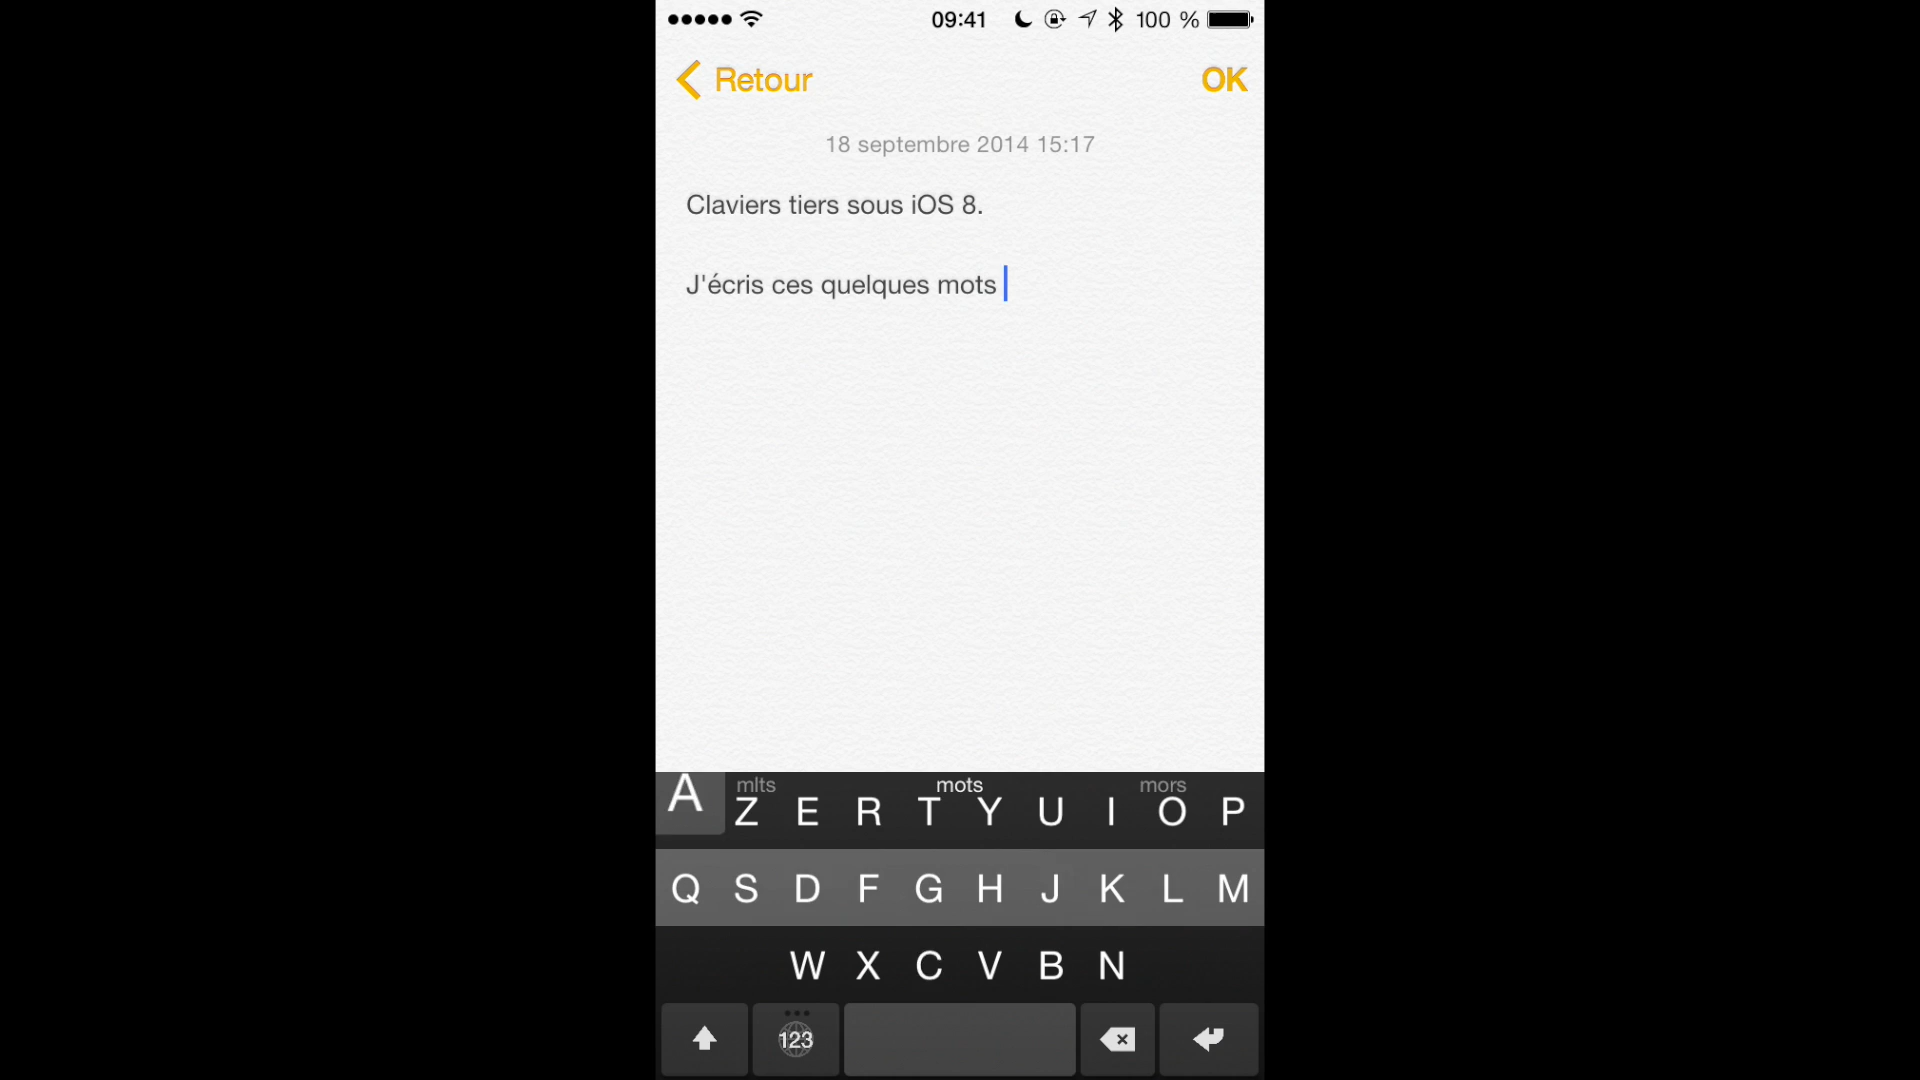 09:41 100 %
Retour OK
18 septembre 2014 15:17
Claviers tiers sous iOS 8.
J'écris ces quelques mots
mlts mots mors
A Z E R T Y U I O P
Q S D F G H J K L M
W X C V B N
123